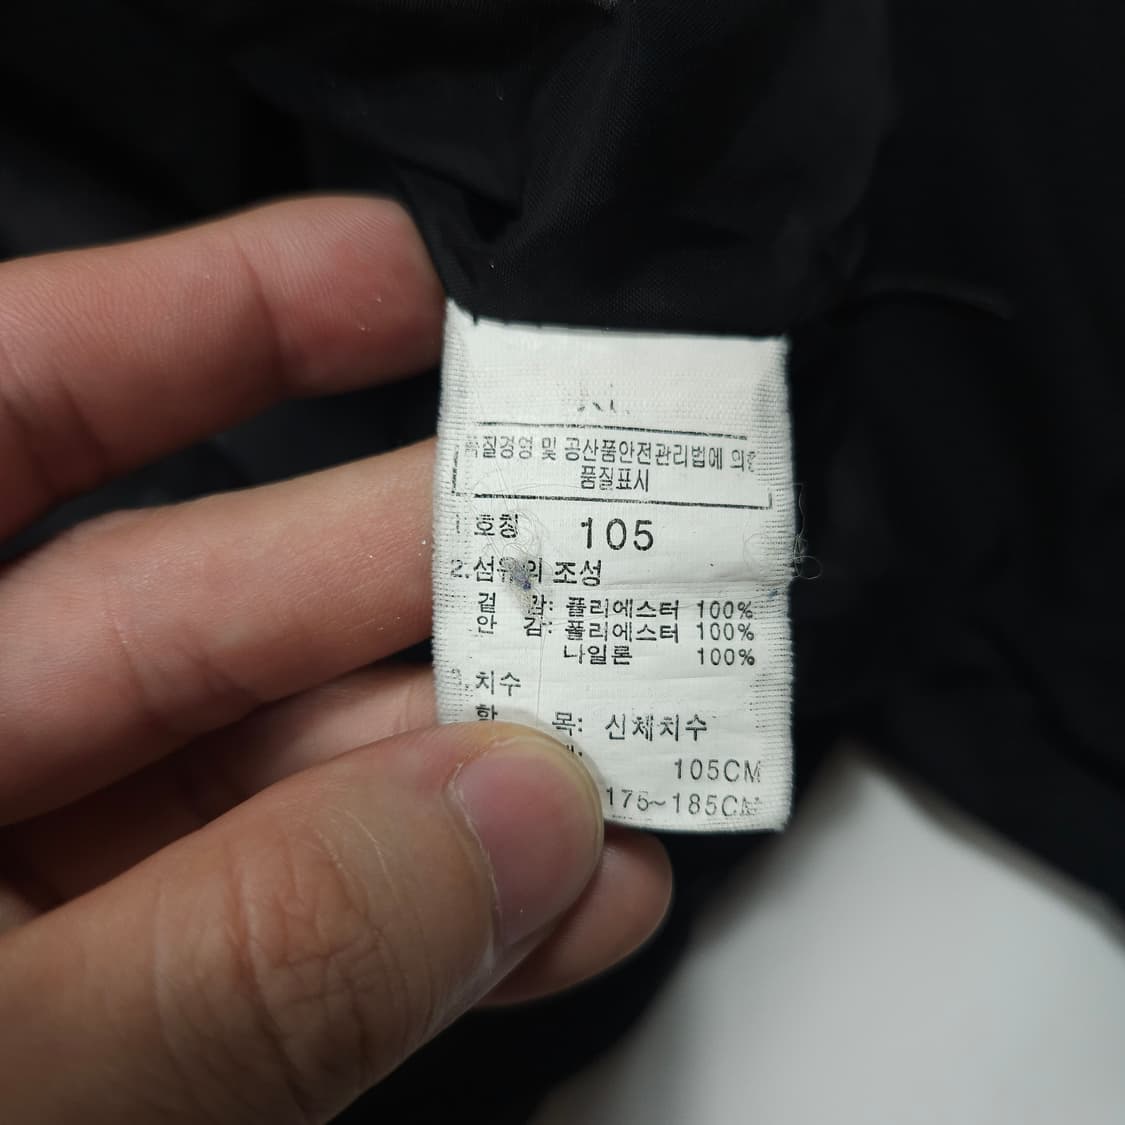 품질경영 및 공산품안전관리법에 의한
품질표시
1. 호칭 105
2. 섬유의 조성
겉 감: 폴리에스터 100%
안 감: 폴리에스터 100%
나일론 100%
3. 치수
항 목: 신체치수
105CM
175~185CM